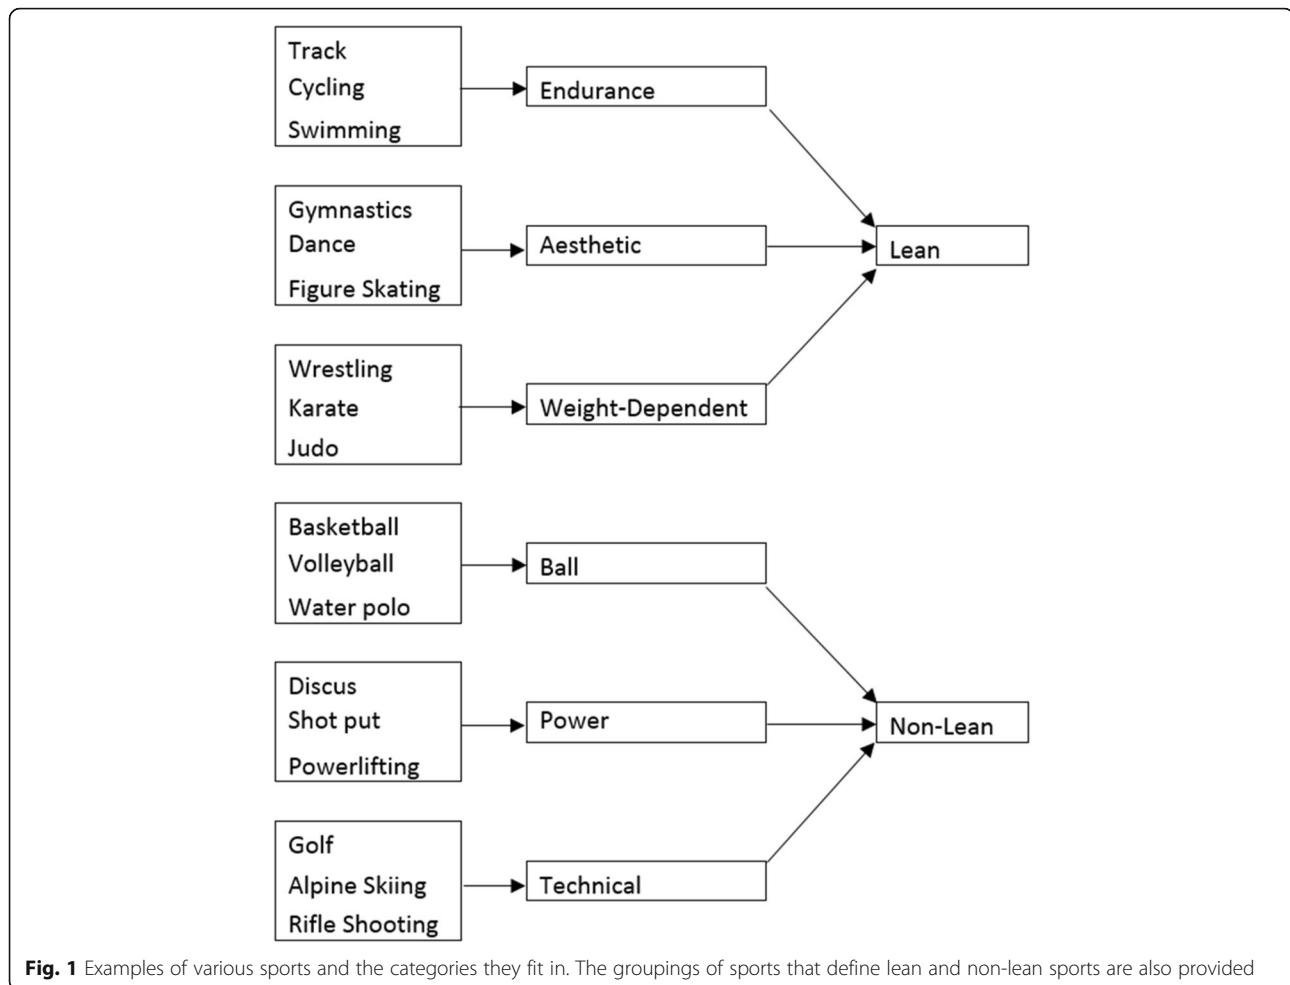 Track
Cycling
Swimming
Endurance
Gymnastics
Dance
Figure Skating
Aesthetic
Lean
Wrestling
Karate
Judo
Weight-Dependent
Basketball
Volleyball
Water polo
Ball
Discus
Shot put
Powerlifting
Power
Non-Lean
Golf
Alpine Skiing
Rifle Shooting
Technical
Fig. 1 Examples of various sports and the categories they fit in. The groupings of sports that define lean and non-lean sports are also provided